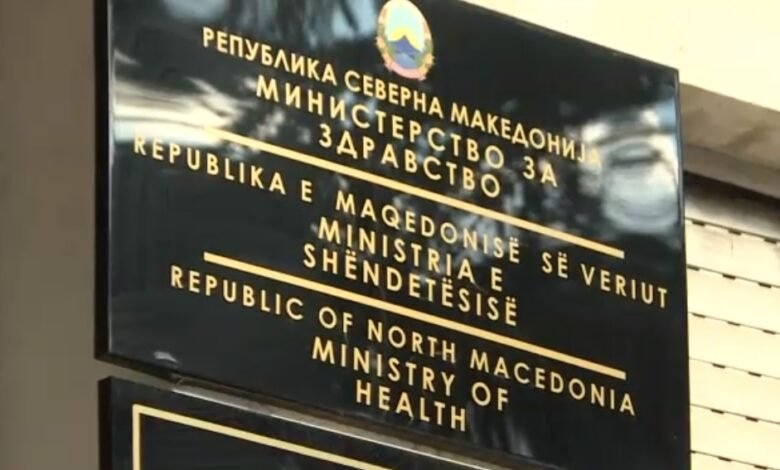 РЕПУБЛИКА СЕВЕРНА МАКЕДОНИЈА
МИНИСТЕРСТВО ЗА
ЗДРАВСТВО
REPUBLIKA E MAQEDONISË SË VERIUT
MINISTRIA E
SHËNDETËSISË
REPUBLIC OF NORTH MACEDONIA
MINISTRY OF
HEALTH